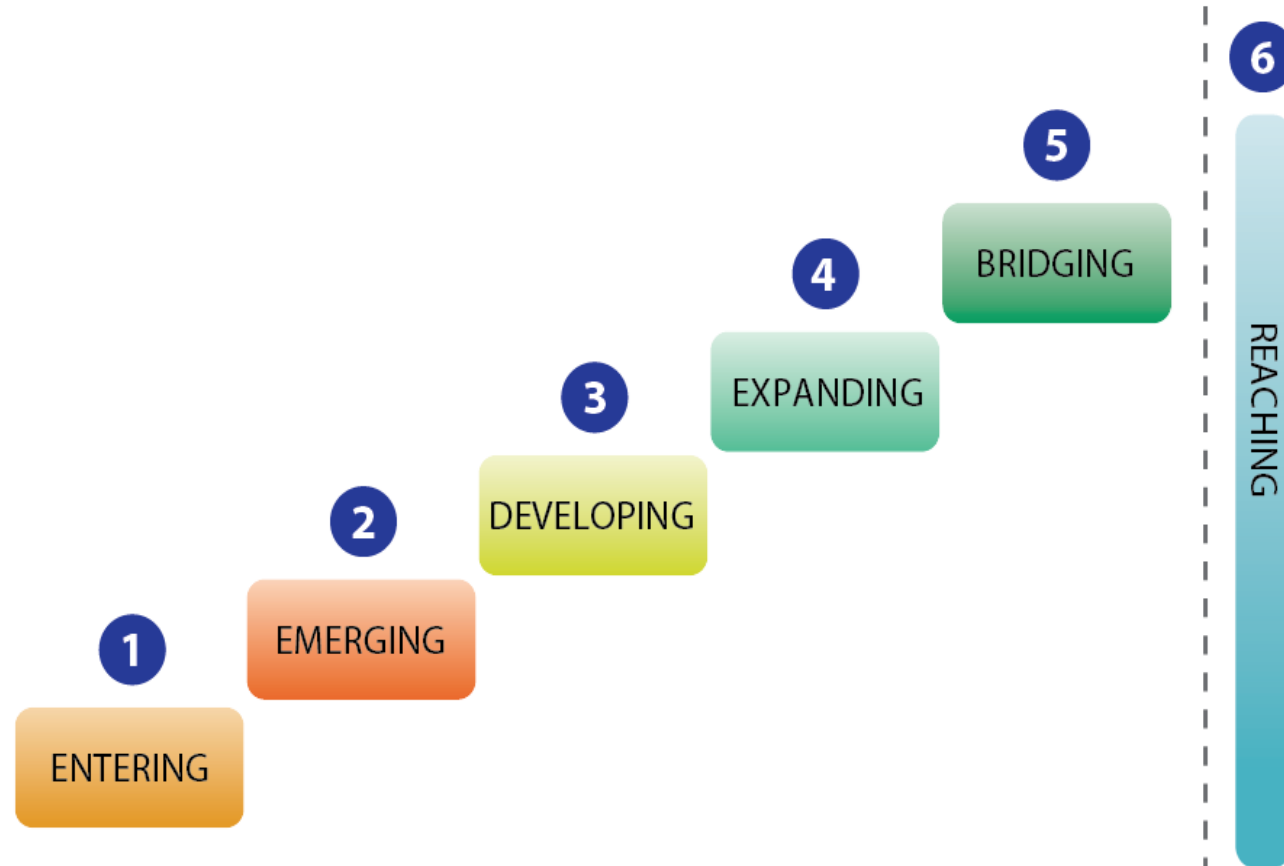 1
ENTERING
2
EMERGING
3
DEVELOPING
4
EXPANDING
5
BRIDGING
6
REACHING